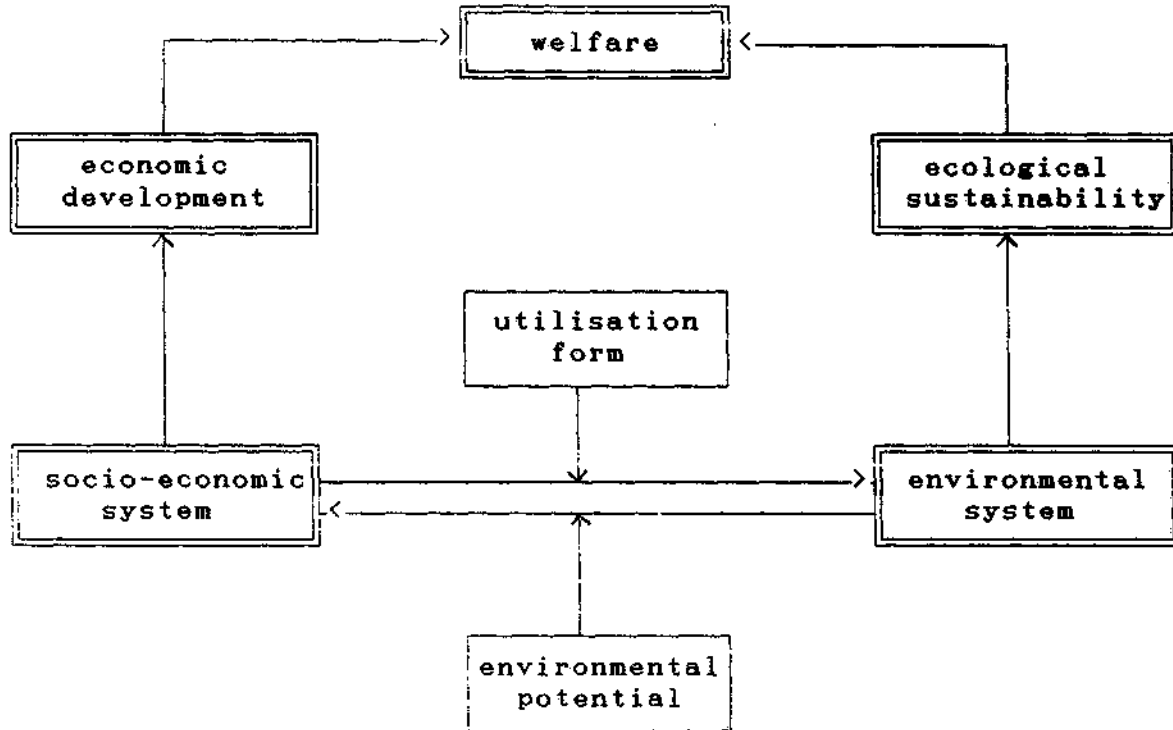 welfare
economic
development
ecological
sustainability
utilisation
form
socio-economic
system
environmental
system
environmental
potential